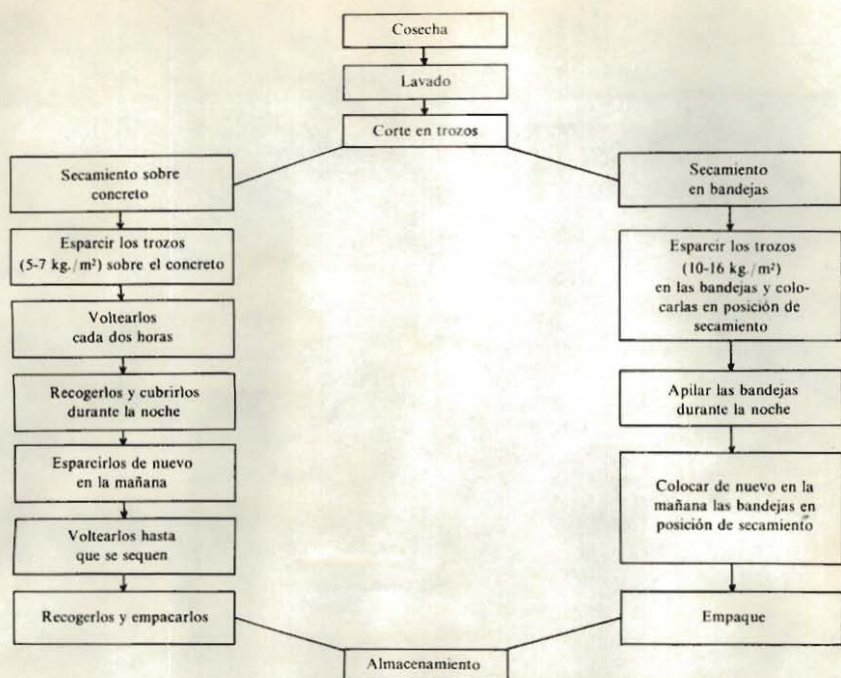 Cosecha
Lavado
Corte en trozos
Secamiento sobre
concreto
Esparcir los trozos
(5-7 kg./m²) sobre el concreto
Voltearlos
cada dos horas
Recogerlos y cubrirlos
durante la noche
Esparcirlos de nuevo
en la mañana
Voltearlos hasta
que se sequen
Recogerlos y empacarlos
Secamiento
en bandejas
Esparcir los trozos
(10-16 kg./m²)
en las bandejas y colo-
carlas en posición de
secamiento
Apilar las bandejas
durante la noche
Colocar de nuevo en la
mañana las bandejas en
posición de secamiento
Empaque
Almacenamiento